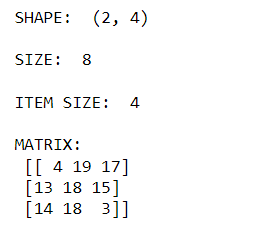 SHAPE:  (2, 4)
SIZE:  8
ITEM SIZE:  4
MATRIX:
 [[ 4 19 17]
 [13 18 15]
 [14 18  3]]